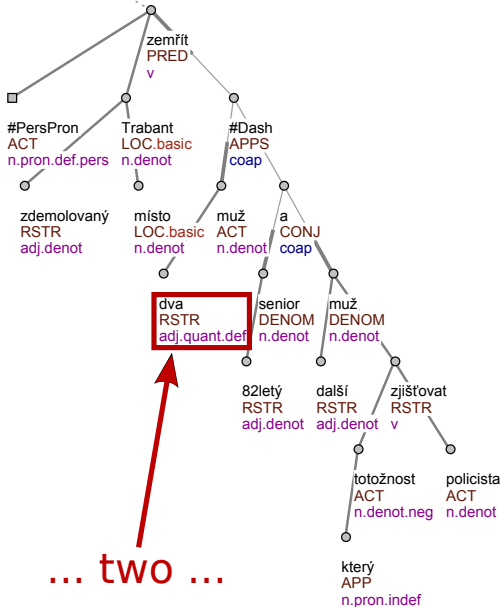 zemřít
PRED
v
#PersPron
ACT
n.pron.def.pers
Trabant
LOC.basic
n.denot
#Dash
APPS
coap
zdemolovaný
RSTR
adj.denot
místo
LOC.basic
n.denot
muž
ACT
n.denot
a
CONJ
coap
dva
RSTR
adj.quant.def
senior
DENOM
n.denot
muž
DENOM
n.denot
82letý
RSTR
adj.denot
další
RSTR
adj.denot
zjišťovat
RSTR
v
totožnost
ACT
n.denot.neg
policista
ACT
n.denot
který
APP
n.pron.indef
... two ...